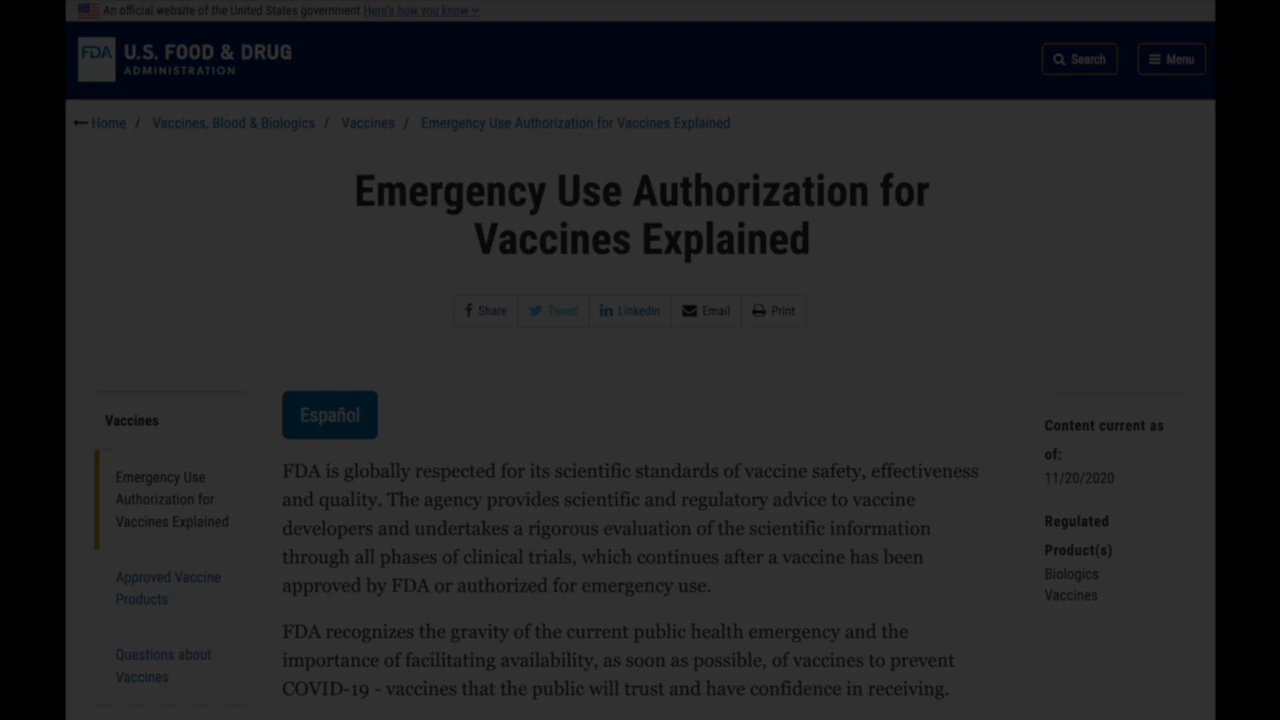 An official website of the United States government Here's how you know
FDA U.S. FOOD & DRUG
ADMINISTRATION
Search
Menu
Home / Vaccines, Blood & Biologics / Vaccines / Emergency Use Authorization for Vaccines Explained
Emergency Use Authorization for
Vaccines Explained
Share
Tweet
Linkedin
Email
Print
Vaccines
Emergency Use
Authorization for
Vaccines Explained
Approved Vaccine
Products
Questions about
Vaccines
Español
FDA is globally respected for its scientific standards of vaccine safety, effectiveness
and quality. The agency provides scientific and regulatory advice to vaccine
developers and undertakes a rigorous evaluation of the scientific information
through all phases of clinical trials, which continues after a vaccine has been
approved by FDA or authorized for emergency use.
FDA recognizes the gravity of the current public health emergency and the
importance of facilitating availability, as soon as possible, of vaccines to prevent
COVID-19 - vaccines that the public will trust and have confidence in receiving.
Content current as
of:
11/20/2020
Regulated
Product(s)
Biologics
Vaccines